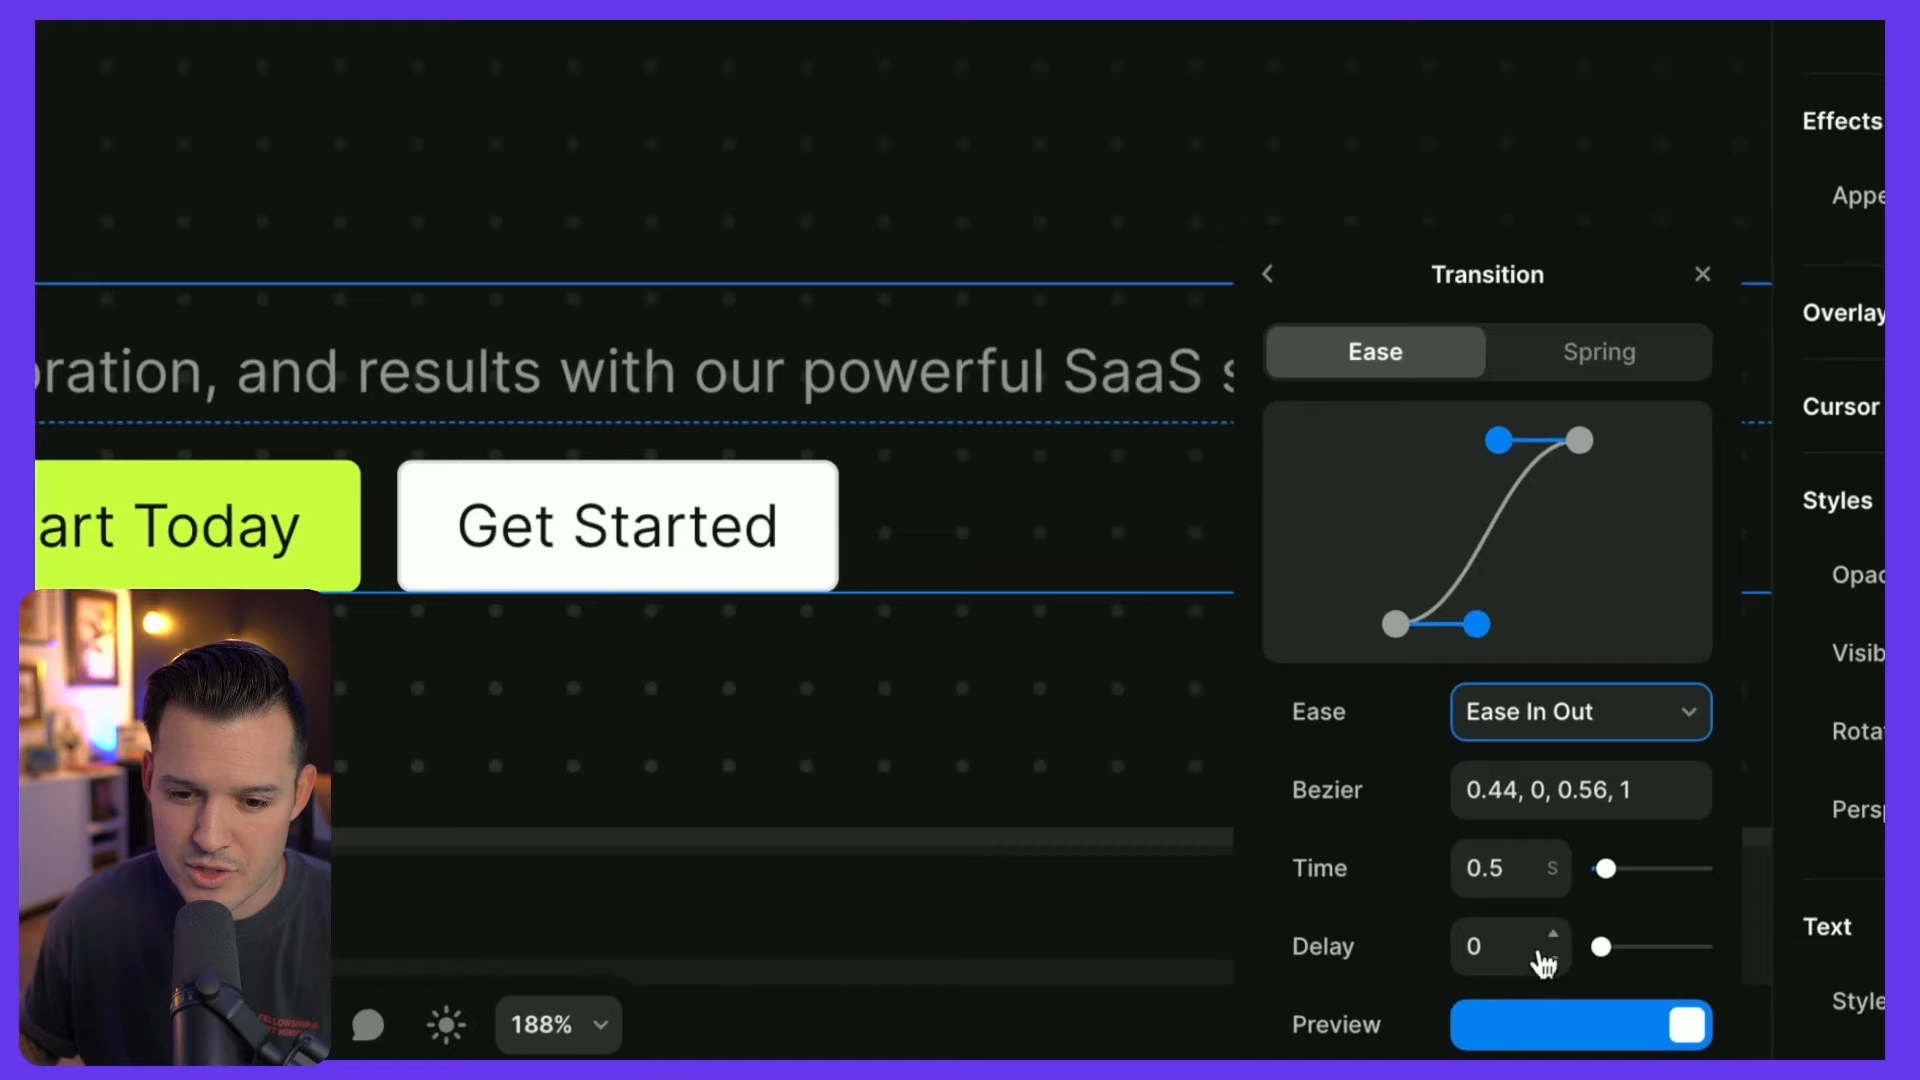 Effects
Appe
Transition
Overlay
Ease Spring
oration, and results with our powerful SaaS s
Cursor
Styles
art Today
Get Started
Opac
Visib
Ease Ease In Out
Rota
Bezier 0.44, 0, 0.56, 1
Persp
Time 0.5 S
Text
Delay 0
Style
188%
Preview